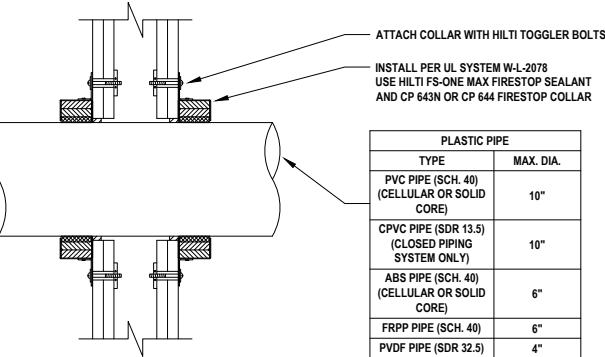 ATTACH COLLAR WITH HILTI TOGGLER BOLTS
INSTALL PER UL SYSTEM W-L-2078
USE HILTI FS-ONE MAX FIRESTOP SEALANT
AND CP 643N OR CP 644 FIRESTOP COLLAR
PLASTIC PIPE
TYPE MAX. DIA.
PVC PIPE (SCH. 40)
(CELLULAR OR SOLID
CORE)
10"
CPVC PIPE (SDR 13.5)
(CLOSED PIPING
SYSTEM ONLY)
10"
ABS PIPE (SCH. 40)
(CELLULAR OR SOLID
CORE)
6"
FRPP PIPE (SCH. 40) 6"
PVDF PIPE (SDR 32.5) 4"